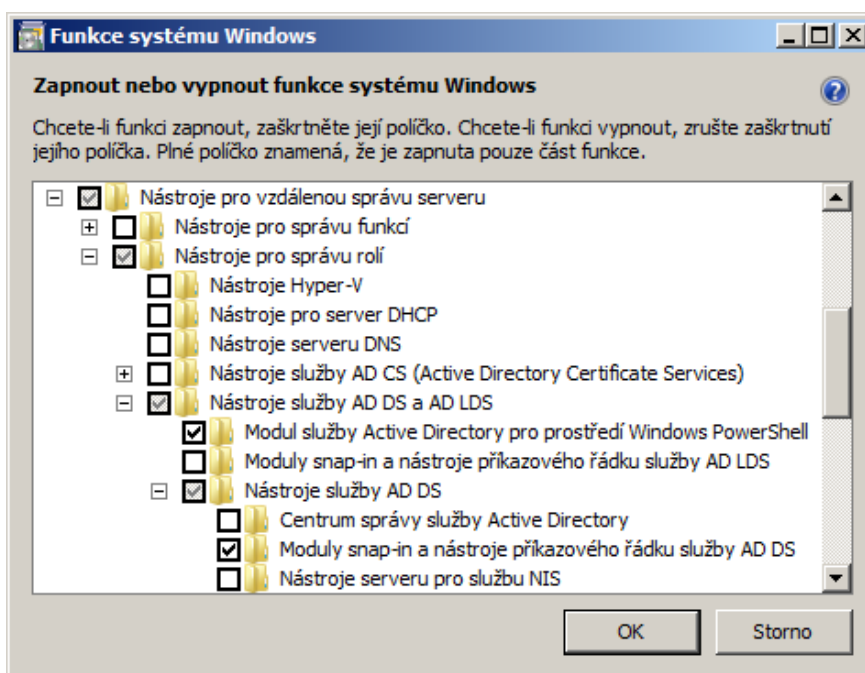 Funkce systému Windows
Zapnout nebo vypnout funkce systému Windows
Chcete-li funkci zapnout, zaškrtněte její políčko. Chcete-li funkci vypnout, zrušte zaškrtnutí
jejího políčka. Plné políčko znamená, že je zapnuta pouze část funkce.
Nástroje pro vzdálenou správu serveru
Nástroje pro správu funkcí
Nástroje pro správu rolí
Nástroje Hyper-V
Nástroje pro server DHCP
Nástroje serveru DNS
Nástroje služby AD CS (Active Directory Certificate Services)
Nástroje služby AD DS a AD LDS
Modul služby Active Directory pro prostředí Windows PowerShell
Moduly snap-in a nástroje příkazového řádku služby AD LDS
Nástroje služby AD DS
Centrum správy služby Active Directory
Moduly snap-in a nástroje příkazového řádku služby AD DS
Nástroje serveru pro službu NIS
OK Storno